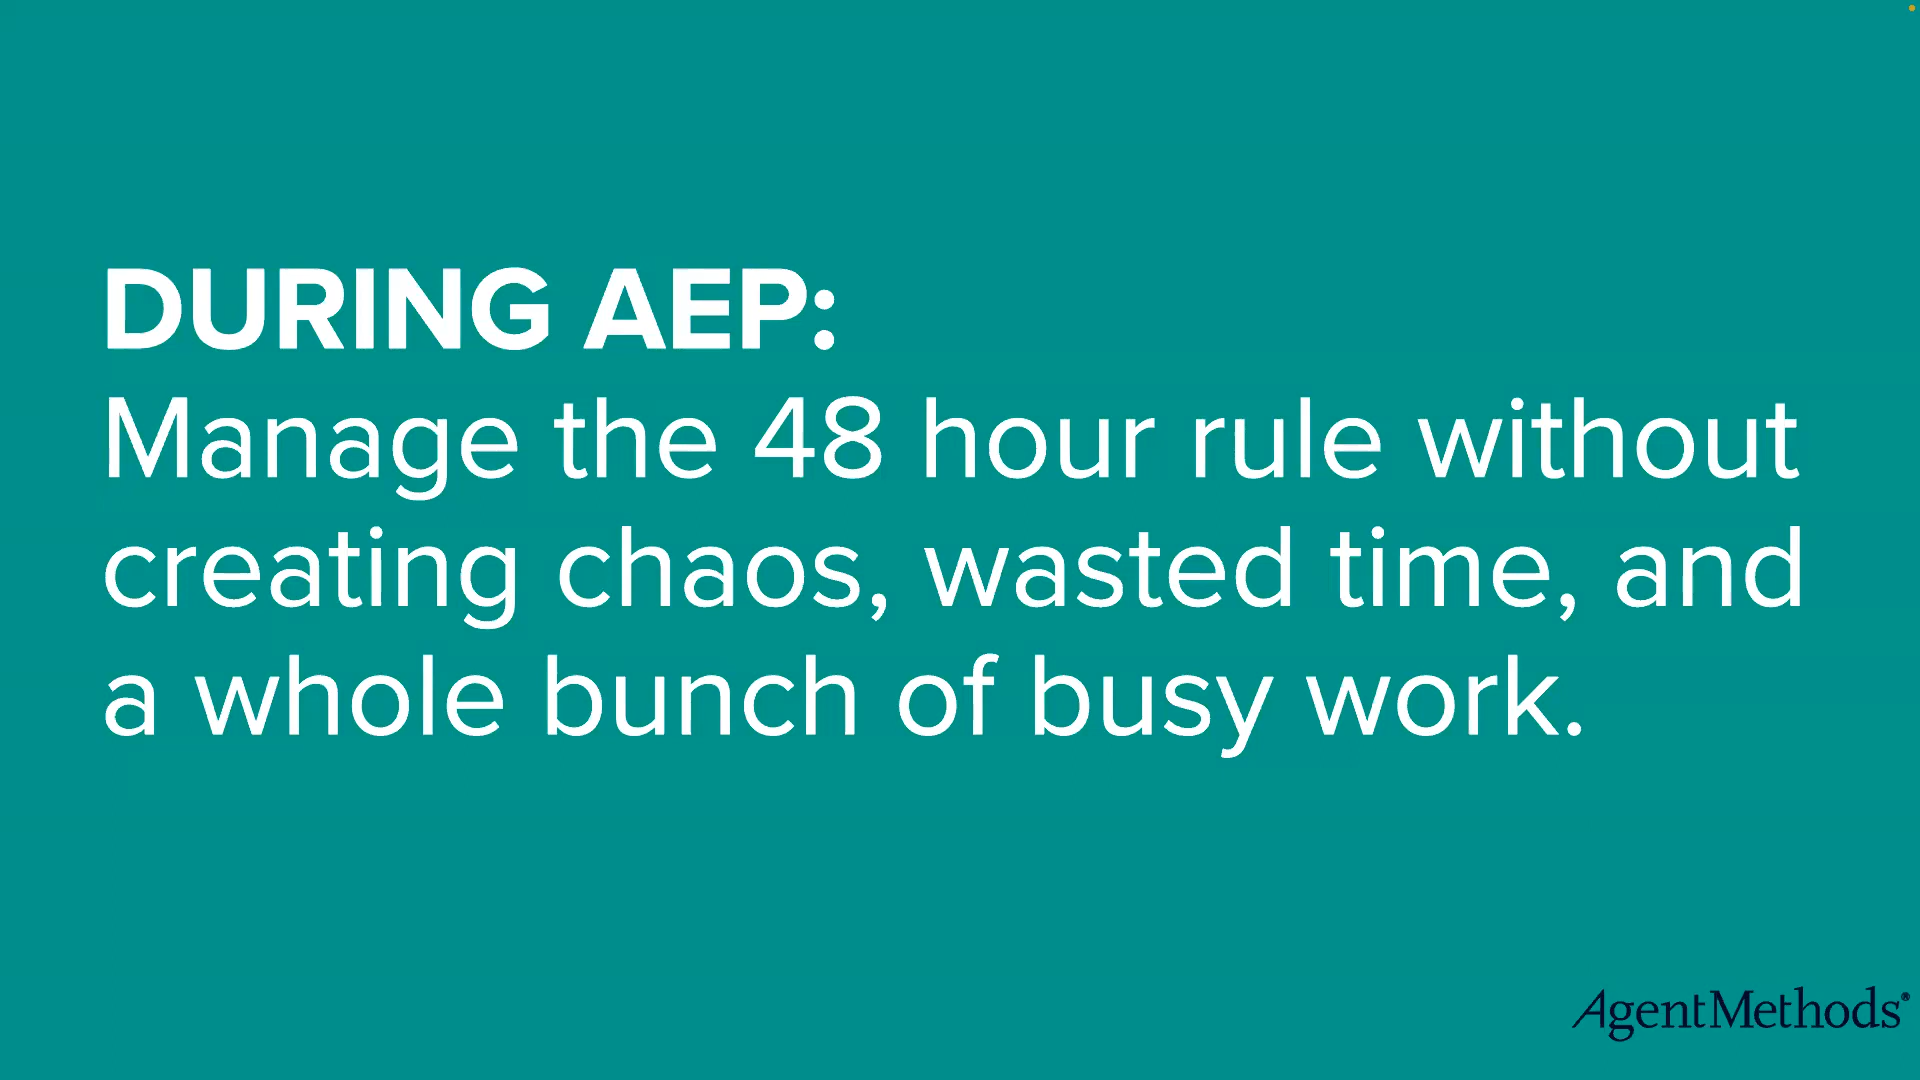 DURING AEP:
Manage the 48 hour rule without
creating chaos, wasted time, and
a whole bunch of busy work.
AgentMethods®